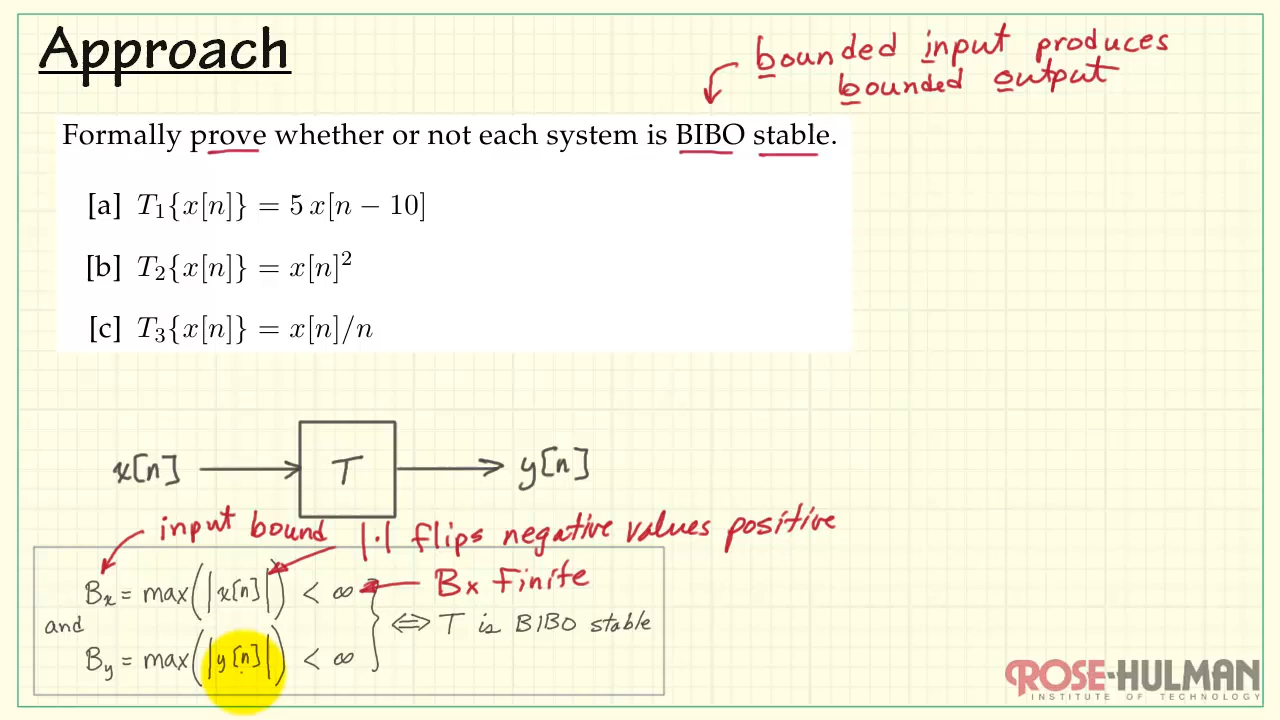 Approach
bounded input produces
bounded output
Formally prove whether or not each system is BIBO stable.
[a] T₁{x[n]} = 5 x[n − 10]
[b] T₂{x[n]} = x[n]²
[c] T₃{x[n]} = x[n]/n
x[n] T y[n]
input bound |·| flips negative values positive
Bₓ = max(|x[n]|) < ∞ Bₓ finite
and ⟺ T is BIBO stable
By = max(|y[n]|) < ∞
ROSE-HULMAN
INSTITUTE OF TECHNOLOGY